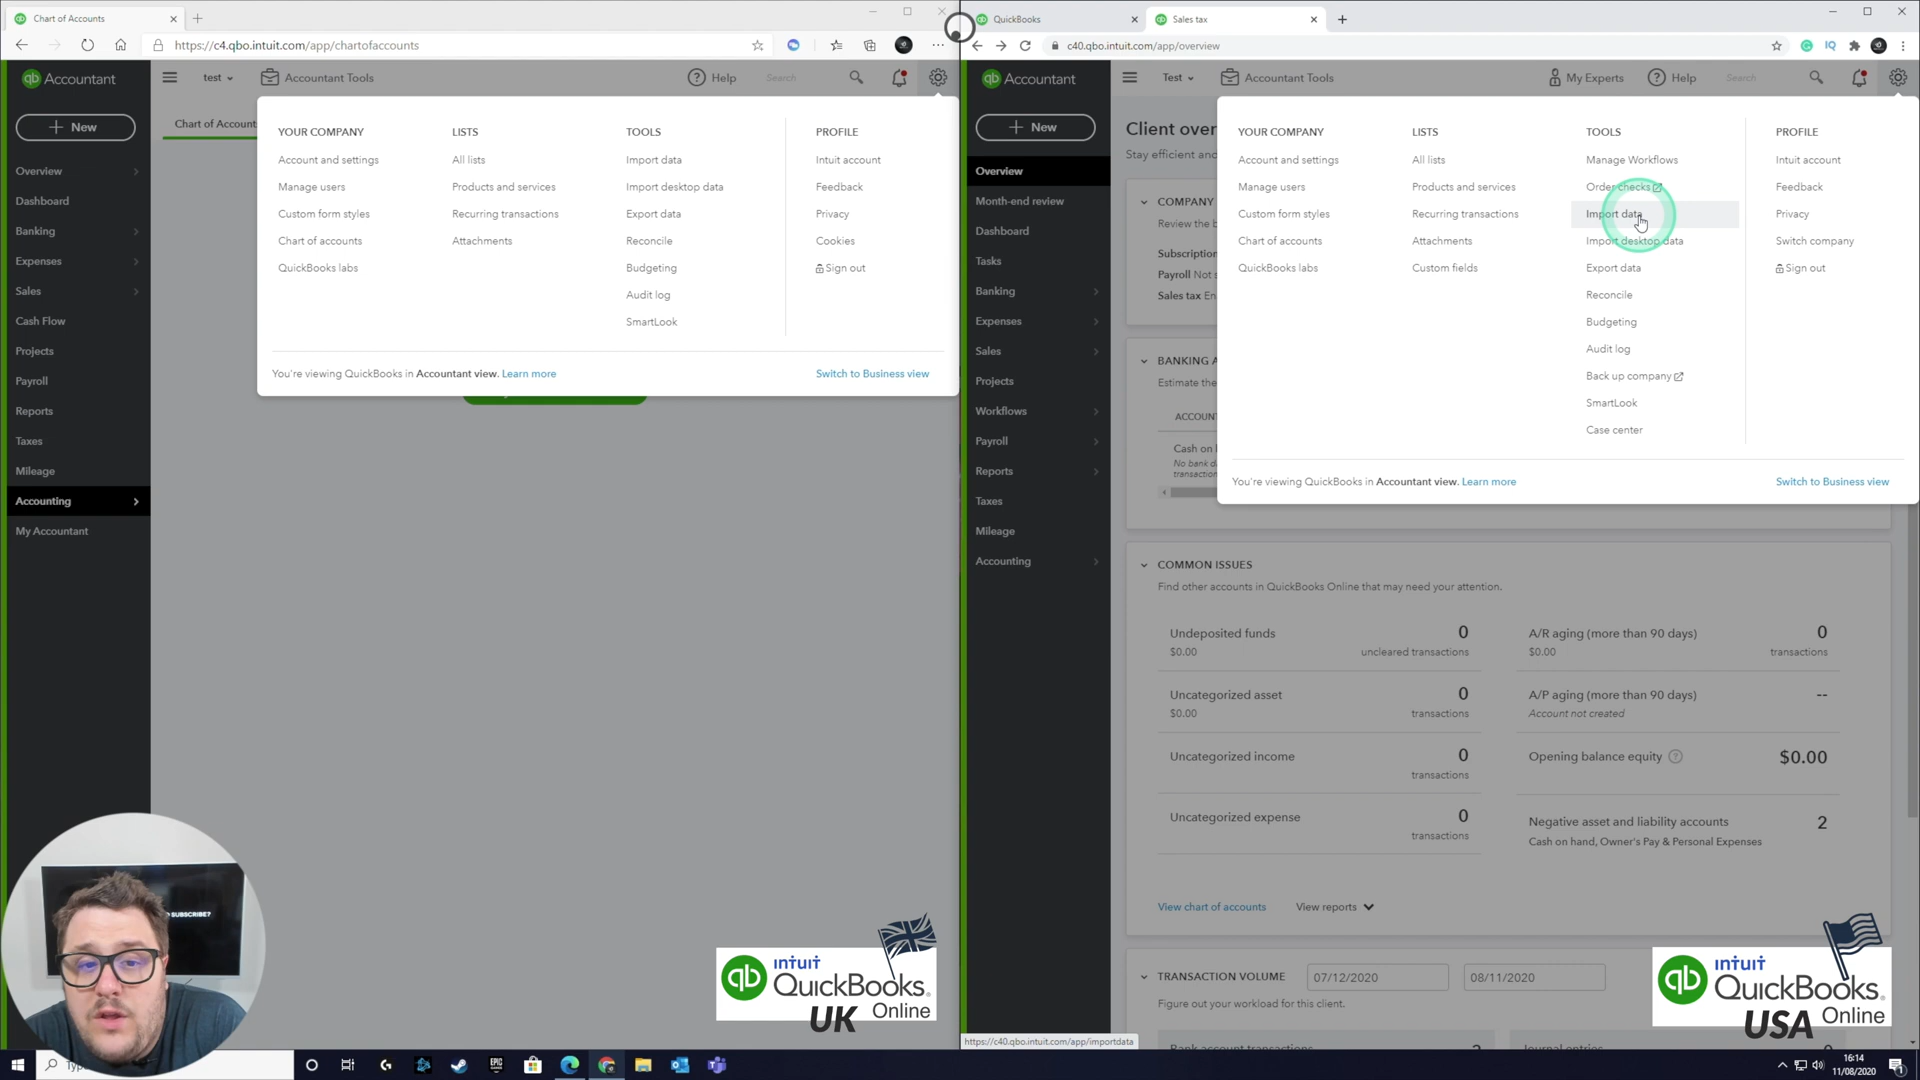 Chart of Accounts
https://c4.qbo.intuit.com/app/chartofaccounts
qb Accountant
test
Accountant Tools
Help
Search
New
Chart of Account
Overview
Dashboard
Banking
Expenses
Sales
Cash Flow
Projects
Payroll
Reports
Taxes
Mileage
Accounting
My Accountant
YOUR COMPANY
Account and settings
Manage users
Custom form styles
Chart of accounts
QuickBooks labs
LISTS
All lists
Products and services
Recurring transactions
Attachments
TOOLS
Import data
Import desktop data
Export data
Reconcile
Budgeting
Audit log
SmartLook
PROFILE
Intuit account
Feedback
Privacy
Cookies
Sign out
You're viewing QuickBooks in Accountant view. Learn more
Switch to Business view
SUBSCRIBE?
qb
intuit
QuickBooks.
Online
UK
QuickBooks
Sales tax
c40.qbo.intuit.com/app/overview
IQ
qb Accountant
Test
Accountant Tools
My Experts
Help
Search
New
Overview
Month-end review
Dashboard
Tasks
Banking
Expenses
Sales
Projects
Workflows
Payroll
Reports
Taxes
Mileage
Accounting
Client over
Stay efficient and
COMPANY
Review the b
Subscription
Payroll Not s
Sales tax En
BANKING A
Estimate the
ACCOUN
Cash on
No bank d
transaction
YOUR COMPANY
Account and settings
Manage users
Custom form styles
Chart of accounts
QuickBooks labs
LISTS
All lists
Products and services
Recurring transactions
Attachments
Custom fields
TOOLS
Manage Workflows
Order checks
Import data
Import desktop data
Export data
Reconcile
Budgeting
Audit log
Back up company
SmartLook
Case center
PROFILE
Intuit account
Feedback
Privacy
Switch company
Sign out
You're viewing QuickBooks in Accountant view. Learn more
Switch to Business view
COMMON ISSUES
Find other accounts in QuickBooks Online that may need your attention.
Undeposited funds 0
$0.00 uncleared transactions
Uncategorized asset 0
$0.00 transactions
Uncategorized income 0
transactions
Uncategorized expense 0
transactions
A/R aging (more than 90 days) 0
$0.00 transactions
A/P aging (more than 90 days) --
Account not created
Opening balance equity ? $0.00
Negative asset and liability accounts 2
Cash on hand, Owner's Pay & Personal Expenses
View chart of accounts View reports
TRANSACTION VOLUME 07/12/2020 08/11/2020
Figure out your workload for this client.
qb
intuit
QuickBooks.
Online
USA
https://c40.qbo.intuit.com/app/importdata
Bank account transactions
Journal entries
16:14
11/08/2020